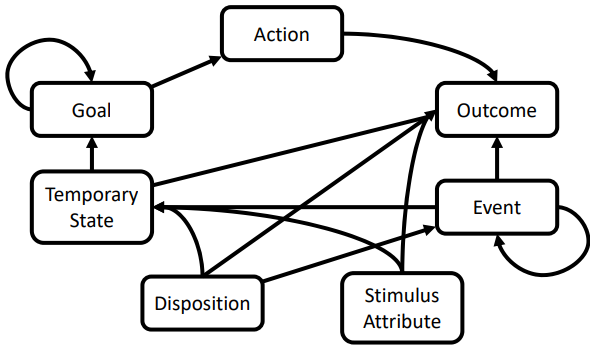 Action
Goal
Outcome
Temporary
State
Event
Disposition
Stimulus
Attribute